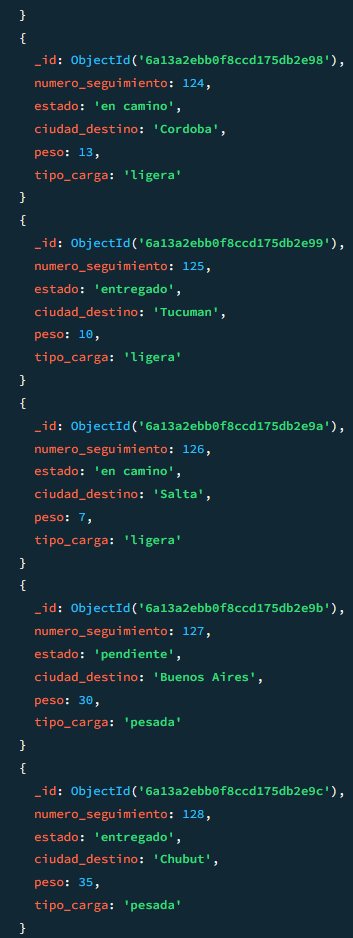 }
{
_id: ObjectId('6a13a2ebb0f8ccd175db2e98'),
numero_seguimiento: 124,
estado: 'en camino',
ciudad_destino: 'Cordoba',
peso: 13,
tipo_carga: 'ligera'
}
{
_id: ObjectId('6a13a2ebb0f8ccd175db2e99'),
numero_seguimiento: 125,
estado: 'entregado',
ciudad_destino: 'Tucuman',
peso: 10,
tipo_carga: 'ligera'
}
{
_id: ObjectId('6a13a2ebb0f8ccd175db2e9a'),
numero_seguimiento: 126,
estado: 'en camino',
ciudad_destino: 'Salta',
peso: 7,
tipo_carga: 'ligera'
}
{
_id: ObjectId('6a13a2ebb0f8ccd175db2e9b'),
numero_seguimiento: 127,
estado: 'pendiente',
ciudad_destino: 'Buenos Aires',
peso: 30,
tipo_carga: 'pesada'
}
{
_id: ObjectId('6a13a2ebb0f8ccd175db2e9c'),
numero_seguimiento: 128,
estado: 'entregado',
ciudad_destino: 'Chubut',
peso: 35,
tipo_carga: 'pesada'
}